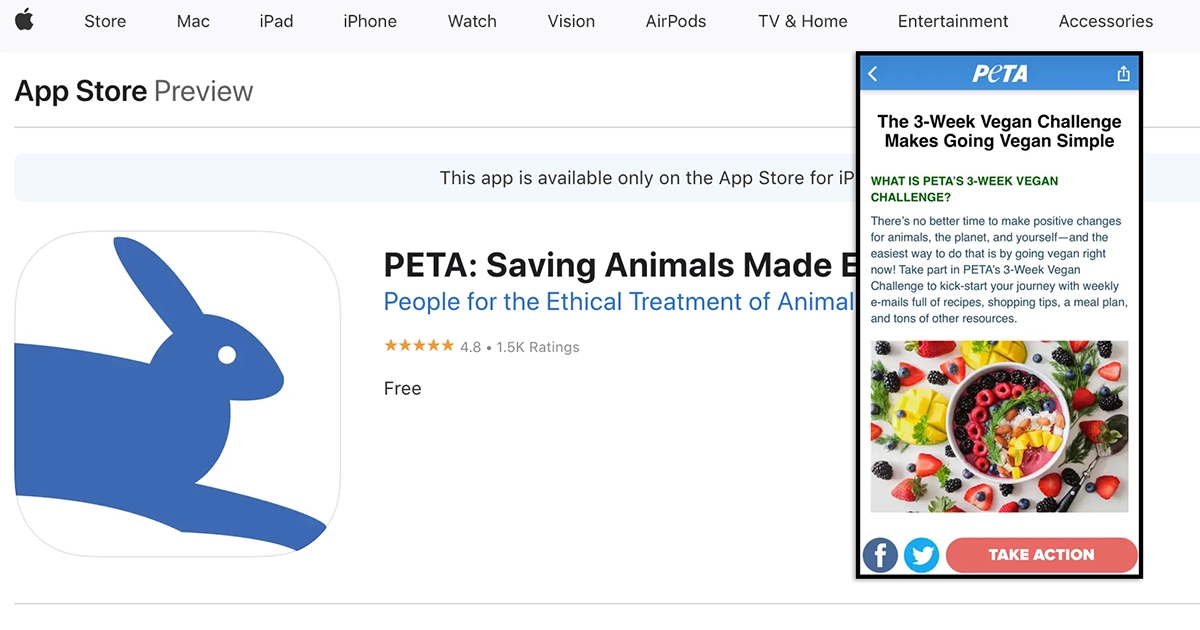 Store Mac iPad iPhone Watch Vision AirPods TV & Home Entertainment Accessories
App Store Preview
This app is available only on the App Store for iP
PETA: Saving Animals Made E
People for the Ethical Treatment of Animal
4.8 • 1.5K Ratings
Free
PETA
The 3-Week Vegan Challenge
Makes Going Vegan Simple
WHAT IS PETA'S 3-WEEK VEGAN
CHALLENGE?
There's no better time to make positive changes
for animals, the planet, and yourself—and the
easiest way to do that is by going vegan right
now! Take part in PETA's 3-Week Vegan
Challenge to kick-start your journey with weekly
e-mails full of recipes, shopping tips, a meal plan,
and tons of other resources.
TAKE ACTION